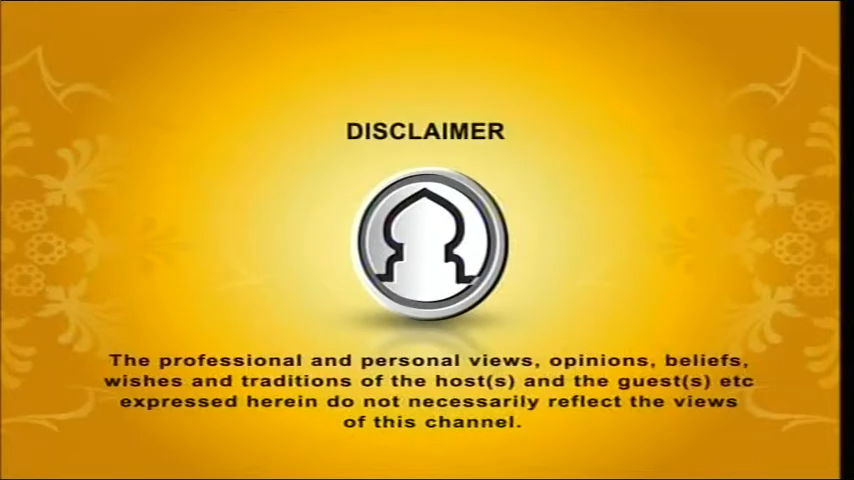 DISCLAIMER
The professional and personal views, opinions, beliefs,
wishes and traditions of the host(s) and the guest(s) etc
expressed herein do not necessarily reflect the views
of this channel.